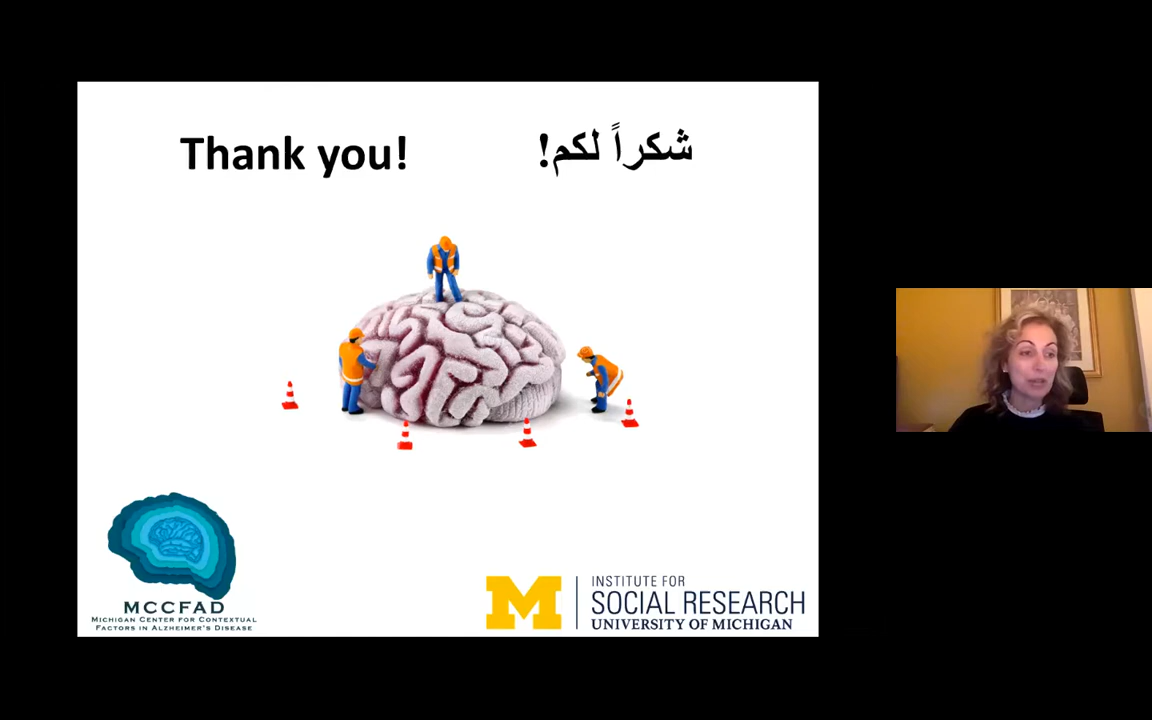 Thank you!
شكراً لكم!
MCCFAD
MICHIGAN CENTER FOR CONTEXTUAL
FACTORS IN ALZHEIMER'S DISEASE
M
INSTITUTE FOR
SOCIAL RESEARCH
UNIVERSITY OF MICHIGAN